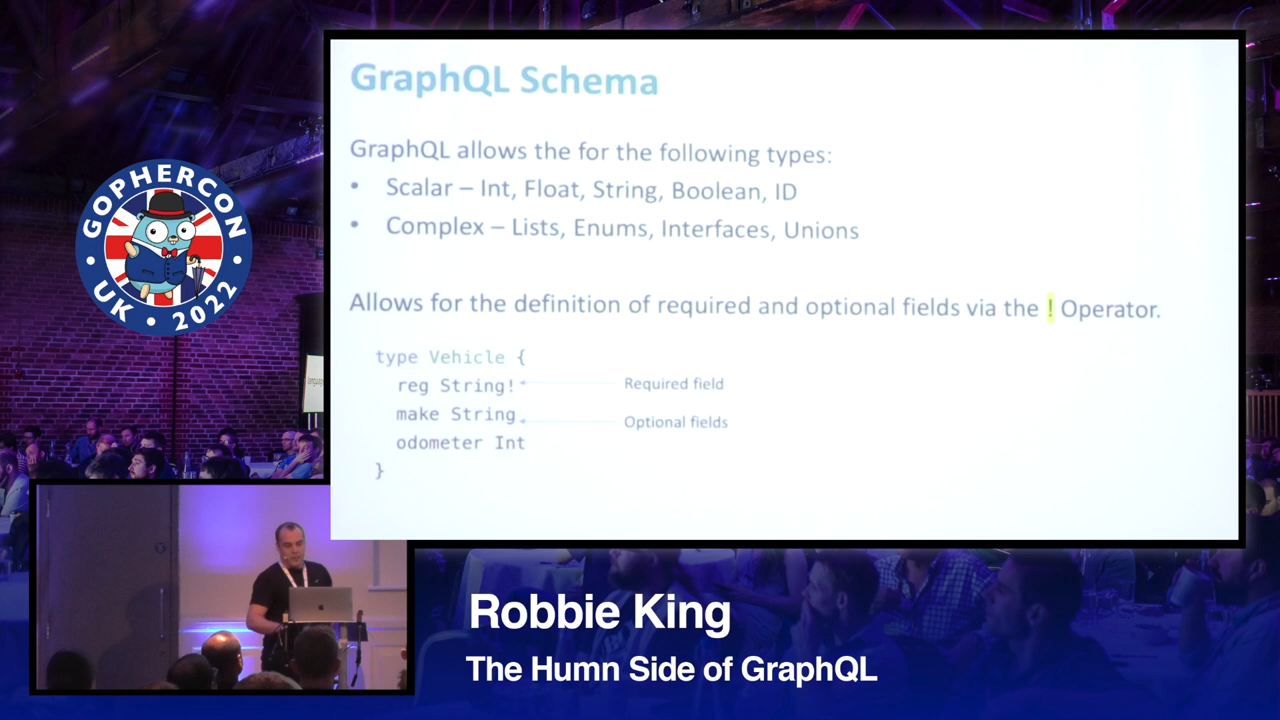 GOPHERCON
UK • 2022
GraphQL Schema
GraphQL allows the for the following types:
• Scalar – Int, Float, String, Boolean, ID
• Complex – Lists, Enums, Interfaces, Unions
Allows for the definition of required and optional fields via the ! Operator.
type Vehicle {
reg String!
Required field
make String
Optional fields
odometer Int
}
Robbie King
The Humn Side of GraphQL